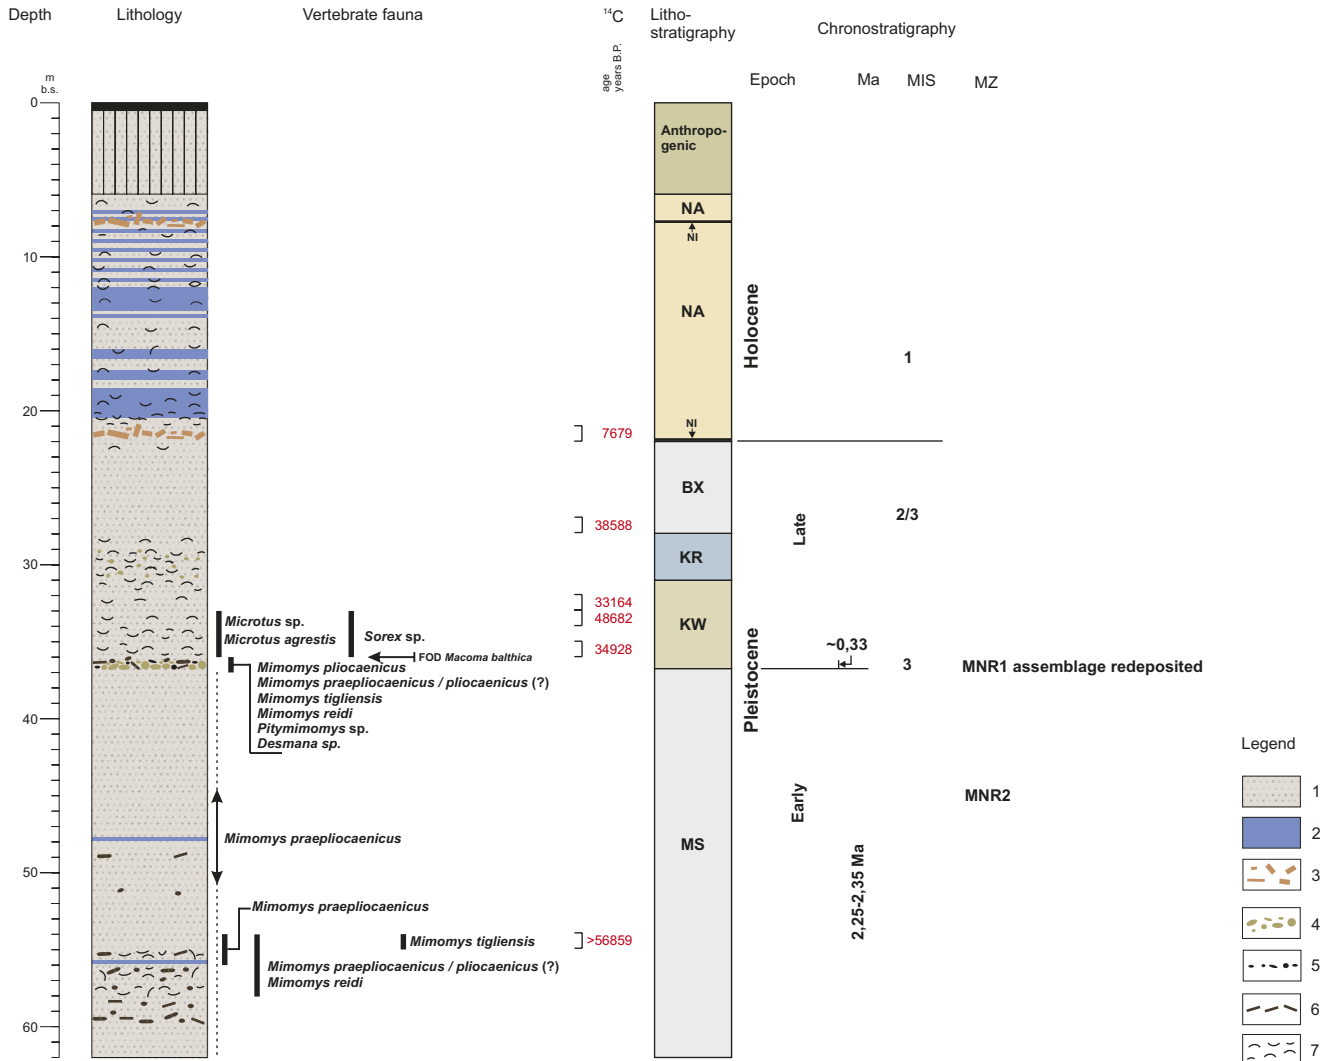 Depth
Lithology
Vertebrate fauna
14C
Litho-
stratigraphy
Chronostratigraphy
m
b.s.
age
years B.P.
Epoch
Ma
MIS
MZ
0
10
20
30
40
50
60
Microtus sp.
Microtus agrestis
Sorex sp.
FOD Macoma balthica
Mimomys pliocaenicus
Mimomys praepliocaenicus / pliocaenicus (?)
Mimomys tigliensis
Mimomys reidi
Pitymimomys sp.
Desmana sp.
Mimomys praepliocaenicus
Mimomys praepliocaenicus
Mimomys tigliensis
Mimomys praepliocaenicus / pliocaenicus (?)
Mimomys reidi
7679
38588
33164
48682
34928
>56859
Anthropo-
genic
NA
NI
NA
NI
BX
KR
KW
MS
Holocene
Pleistocene
Late
Early
~0,33
2,25-2,35 Ma
1
2/3
3
MNR1 assemblage redeposited
MNR2
Legend
1
2
3
4
5
6
7